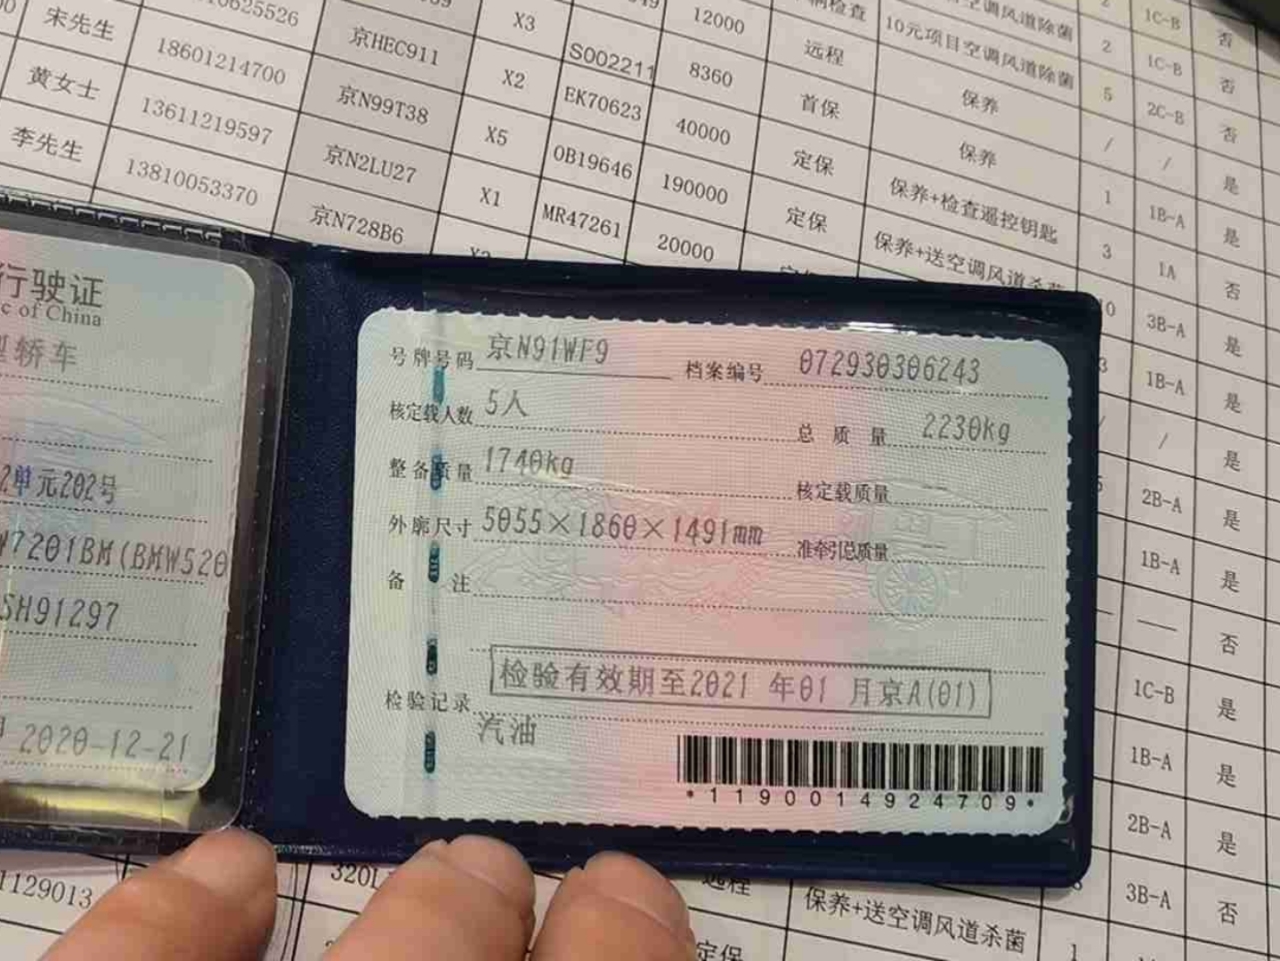 宋先生
黄女士
李先生
18601214700
13611219597
13810053370
京HEC911
京N99T38
京N2LU27
京N728B6
X3
X2
X5
X1
EK70623
0B19646
MR47261
12000
8360
40000
190000
20000
远程
首保
定保
定保
10元项目空调风道除菌
保养
保养
保养+检查遥控钥匙
保养+送空调风道杀菌
2
5
/
1
3
1C-B
1C-B
2C-B
/
1B-A
1A
3B-A
1B-A
/
2B-A
1B-A
1C-B
1B-A
2B-A
3B-A
否
否
否
是
是
否
是
是
是
是
是
否
是
是
是
否
行驶证
c of China
型轿车
2单元202号
W7201BM(BMW520
5H91297
2020-12-21
号牌号码 京N91WF9 档案编号 072930306243
核定载人数 5人 总质量 2230kg
整备质量 1740kg 核定载质量 --
外廓尺寸 5055×1860×1491mm 准牵引总质量 --
备注
检验有效期至2021 年01 月京A(01)
检验记录
汽油
*1190014924709*
1129013
320L
远程
保养+送空调风道杀菌
1
定保